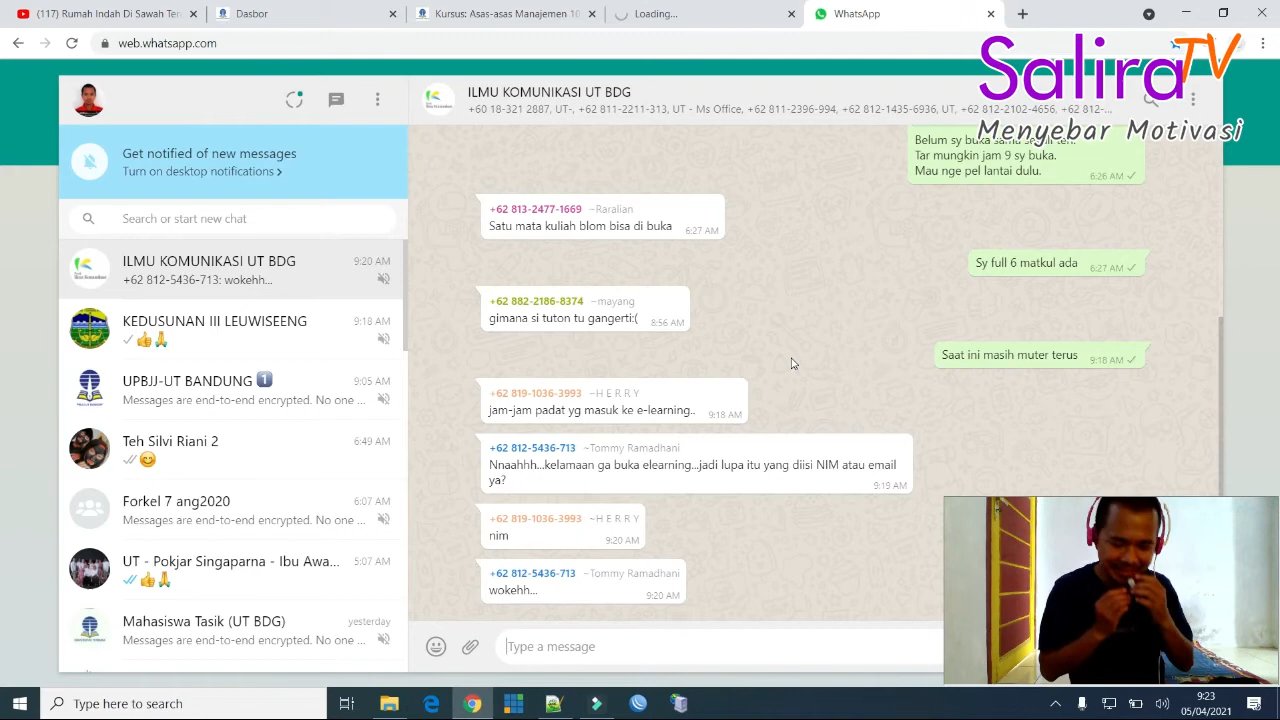 (117) Rumah Indah Di Sawah Ten
Dasbor
Kursus: Asas-asas Manajemen 10
Loading...
WhatsApp
web.whatsapp.com
Salira TV
Menyebar Motivasi
ILMU KOMUNIKASI UT BDG
+60 18-321 2887, UT-, +62 811-2211-313, UT - Ms Office, +62 811-2396-994, +62 812-1435-6936, UT, +62 812-2102-4656, +62 812-...
Get notified of new messages
Turn on desktop notifications
Search or start new chat
ILMU KOMUNIKASI UT BDG
9:20 AM
+62 812-5436-713: wokehh...
KEDUSUNAN III LEUWISEENG
9:18 AM
👍🙏
UPBJJ-UT BANDUNG 1️⃣
9:05 AM
Messages are end-to-end encrypted. No one ...
Teh Silvi Riani 2
6:49 AM
😊
Forkel 7 ang2020
6:07 AM
Messages are end-to-end encrypted. No one ...
UT - Pokjar Singaparna - Ibu Awa...
5:07 AM
👍🙏
Mahasiswa Tasik (UT BDG)
yesterday
Messages are end-to-end encrypted. No one ...
Belum sy buka
Tar mungkin jam 9 sy buka.
Mau nge pel lantai dulu.
6:26 AM
+62 813-2477-1669 ~Raralian
Satu mata kuliah blom bisa di buka
6:27 AM
Sy full 6 matkul ada
6:27 AM
+62 882-2186-8374 ~mayang
gimana si tuton tu gangerti:(
8:56 AM
Saat ini masih muter terus
9:18 AM
+62 819-1036-3993 ~H E R R Y
jam-jam padat yg masuk ke e-learning..
9:18 AM
+62 812-5436-713 ~Tommy Ramadhani
Nnaahhh...kelamaan ga buka elearning...jadi lupa itu yang diisi NIM atau email
ya?
9:19 AM
+62 819-1036-3993 ~H E R R Y
nim
9:20 AM
+62 812-5436-713 ~Tommy Ramadhani
wokehh...
9:20 AM
Type a message
Type here to search
9:23
05/04/2021